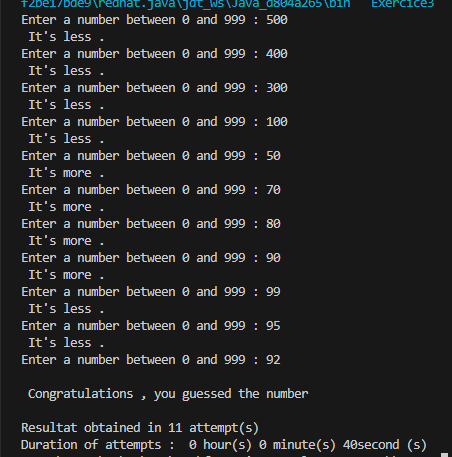 f2be17bde9\redhat.java\jdt_ws\Java_d804a265\bin' 'Exercice3'
Enter a number between 0 and 999 : 500
 It's less .
Enter a number between 0 and 999 : 400
 It's less .
Enter a number between 0 and 999 : 300
 It's less .
Enter a number between 0 and 999 : 100
 It's less .
Enter a number between 0 and 999 : 50
 It's more .
Enter a number between 0 and 999 : 70
 It's more .
Enter a number between 0 and 999 : 80
 It's more .
Enter a number between 0 and 999 : 90
 It's more .
Enter a number between 0 and 999 : 99
 It's less .
Enter a number between 0 and 999 : 95
 It's less .
Enter a number between 0 and 999 : 92
 Congratulations , you guessed the number
Resultat obtained in 11 attempt(s)
Duration of attempts :  0 hour(s) 0 minute(s) 40second (s)